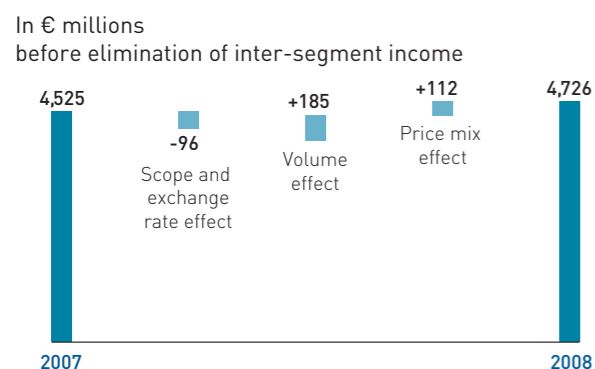 In € millions
before elimination of inter-segment income
4,525
-96
Scope and
exchange
rate effect
+185
Volume
effect
+112
Price mix
effect
4,726
2007
2008